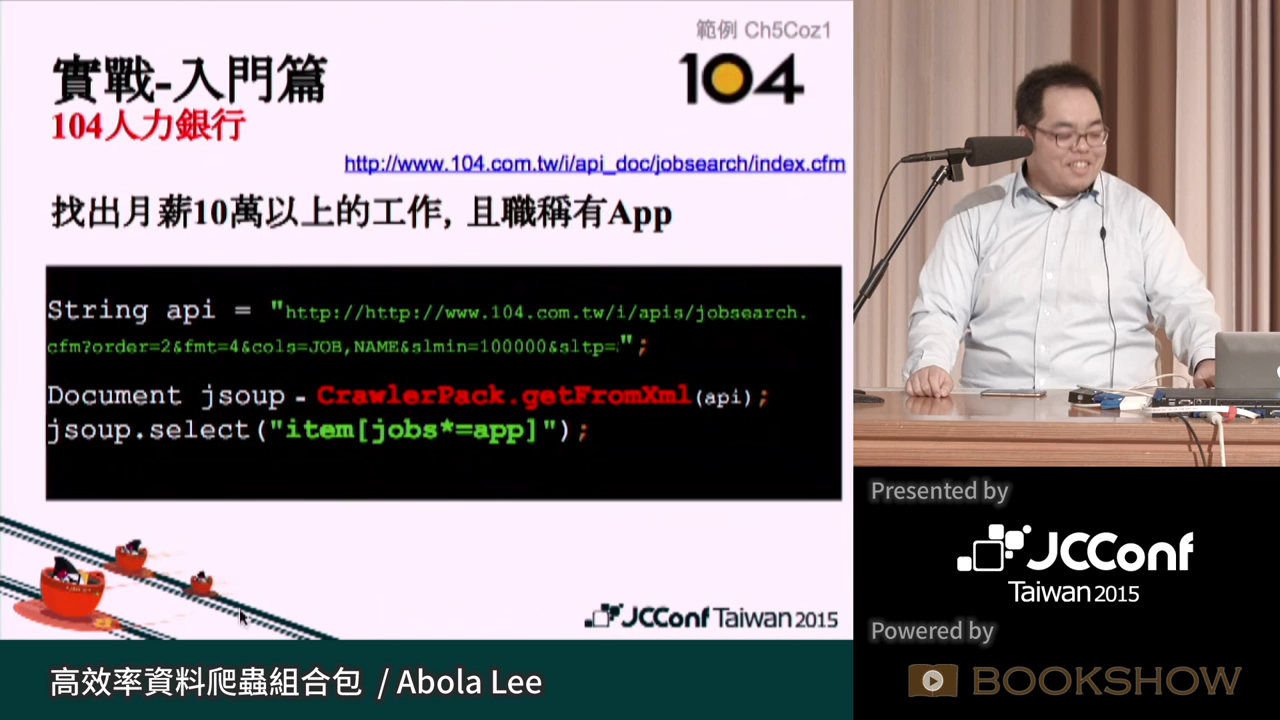 範例 Ch5Coz1
實戰-入門篇
104
104人力銀行
http://www.104.com.tw/i/api_doc/jobsearch/index.cfm
找出月薪10萬以上的工作, 且職稱有App
String api = "http://http://www.104.com.tw/i/apis/jobsearch.
cfm?order=2&fmt=4&cols=JOB,NAME&slmin=100000&sltp=";
Document jsoup = CrawlerPack.getFromXml(api);
jsoup.select("item[jobs*=app]");
JCConf Taiwan 2015
高效率資料爬蟲組合包 / Abola Lee
Presented by
JCConf
Taiwan 2015
Powered by
BOOKSHOW